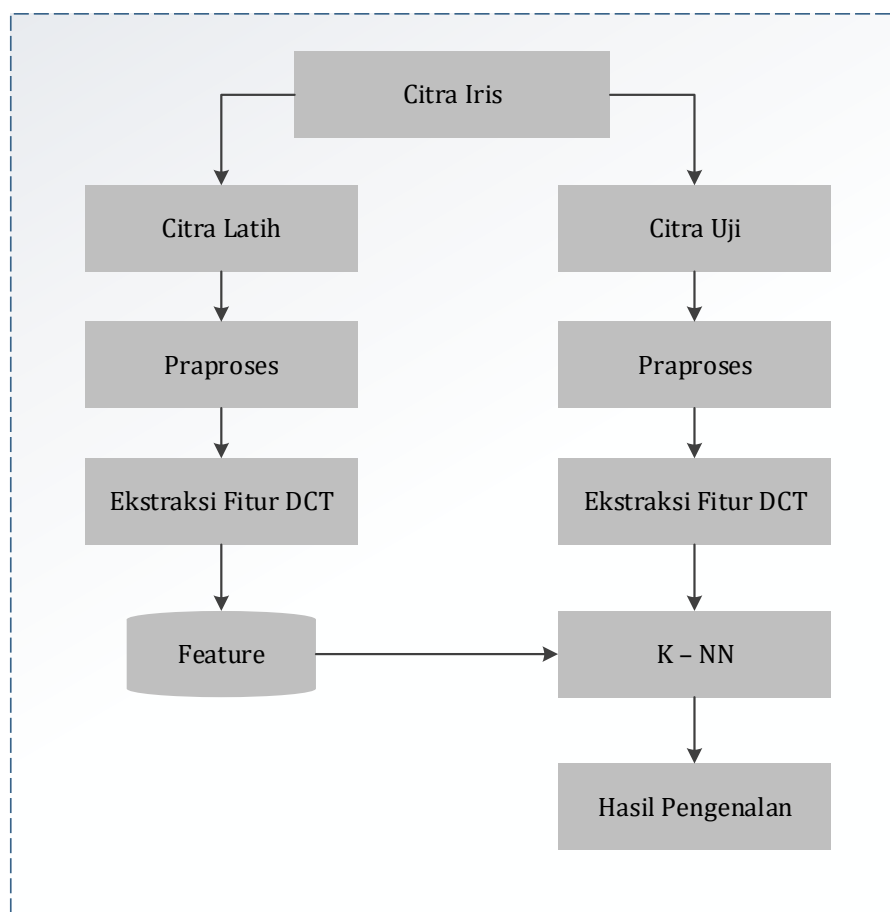 Citra Iris
Citra Latih
Citra Uji
Praproses
Praproses
Ekstraksi Fitur DCT
Ekstraksi Fitur DCT
Feature
K – NN
Hasil Pengenalan